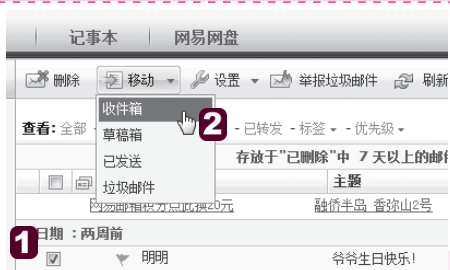 记事本 网易网盘
删除 移动 设置 举报垃圾邮件 刷新
收件箱
2
查看: 全部 - 已转发 - 标签 - 优先级
草稿箱
存放于"已删除"中 7 天以上的邮
已发送
主题
垃圾邮件
融侨半岛 香弥山2号
1
日期 : 两周前
明明 爷爷生日快乐!